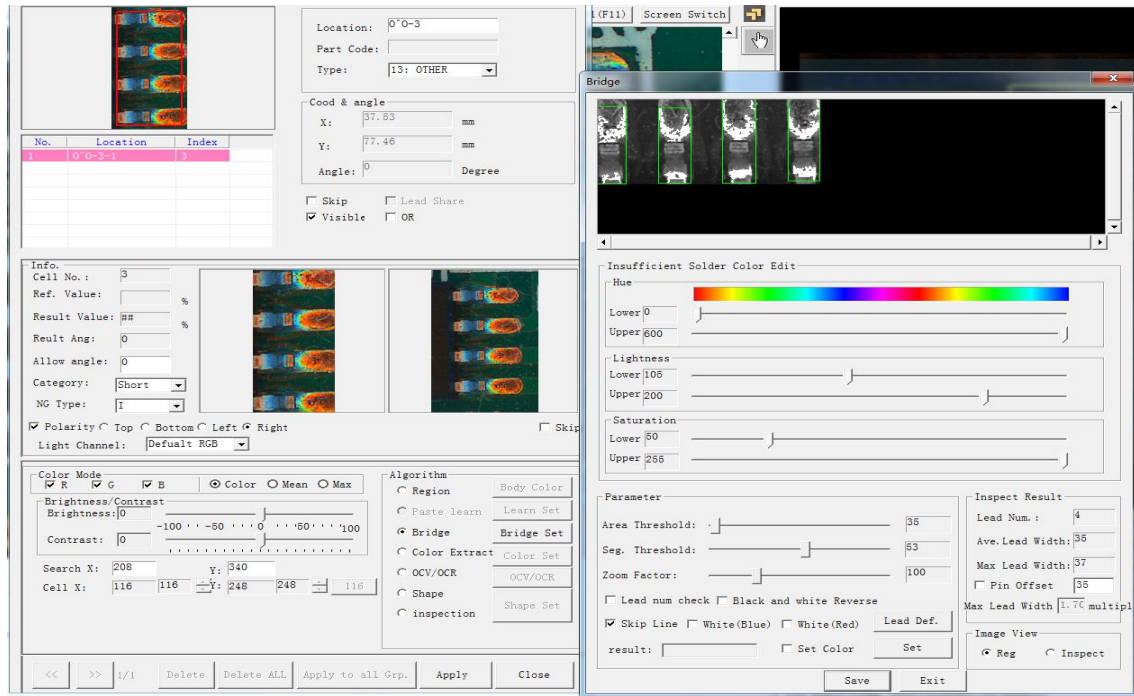 Location: 0^0-3
Part Code:
Type: 13: OTHER
Cood & angle
X: 37.53 mm
Y: 77.46 mm
Angle: 0 Degree
Skip Lead Share
Visible OR
No. Location Index
1 0^0-3-1 3
Info.
Cell No. : 3
Ref. Value: %
Result Value: ## %
Reult Ang: 0
Allow angle: 0
Category: Short
NG Type: I
Polarity Top Bottom Left Right Skip
Light Channel: Defualt RGB
Color Mode
R G B Color Mean Max
Brightness/Contrast
Brightness: 0
-100 -50 0 50 100
Contrast: 0
Search X: 208 Y: 340
Cell X: 116 116 Y: 248 248 116
Algorithm
Region Body Color
Paste learn Learn Set
Bridge Bridge Set
Color Extract Color Set
OCV/OCR OCV/OCR
Shape Shape Set
inspection
<< >> 1/1 Delete Delete ALL Apply to all Grp. Apply Close
(F11) Screen Switch
Bridge
Insufficient Solder Color Edit
Hue
Lower 0
Upper 600
Lightness
Lower 105
Upper 200
Saturation
Lower 50
Upper 255
Parameter
Area Threshold: 35
Seg. Threshold: 53
Zoom Factor: 100
Lead num check Black and white Reverse
Skip Line White(Blue) White(Red) Lead Def.
result: Set Color Set
Inspect Result
Lead Num. : 4
Ave.Lead Width: 35
Max Lead Width: 37
Pin Offset 35
Max Lead Width 1.70 multipl
Image View
Reg Inspect
Save Exit